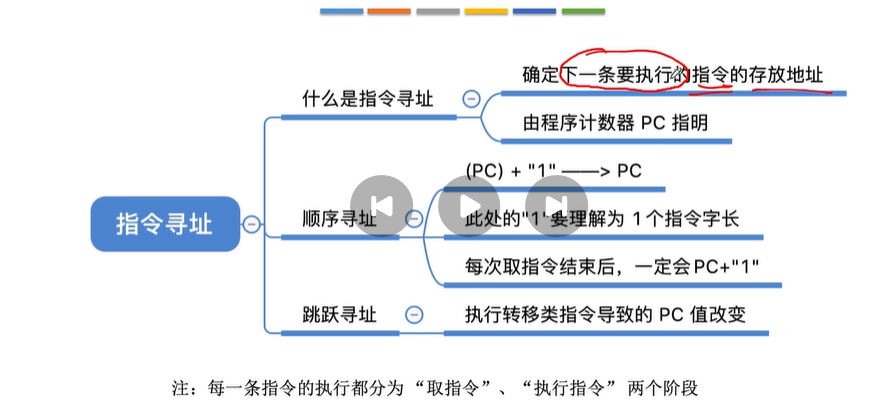 确定下一条要执行的指令的存放地址
什么是指令寻址
由程序计数器 PC 指明
(PC) + "1" ——> PC
指令寻址
顺序寻址
此处的"1"要理解为 1个指令字长
每次取指令结束后，一定会PC+"1"
跳跃寻址
执行转移类指令导致的 PC 值改变
注：每一条指令的执行都分为 “取指令”、“执行指令” 两个阶段